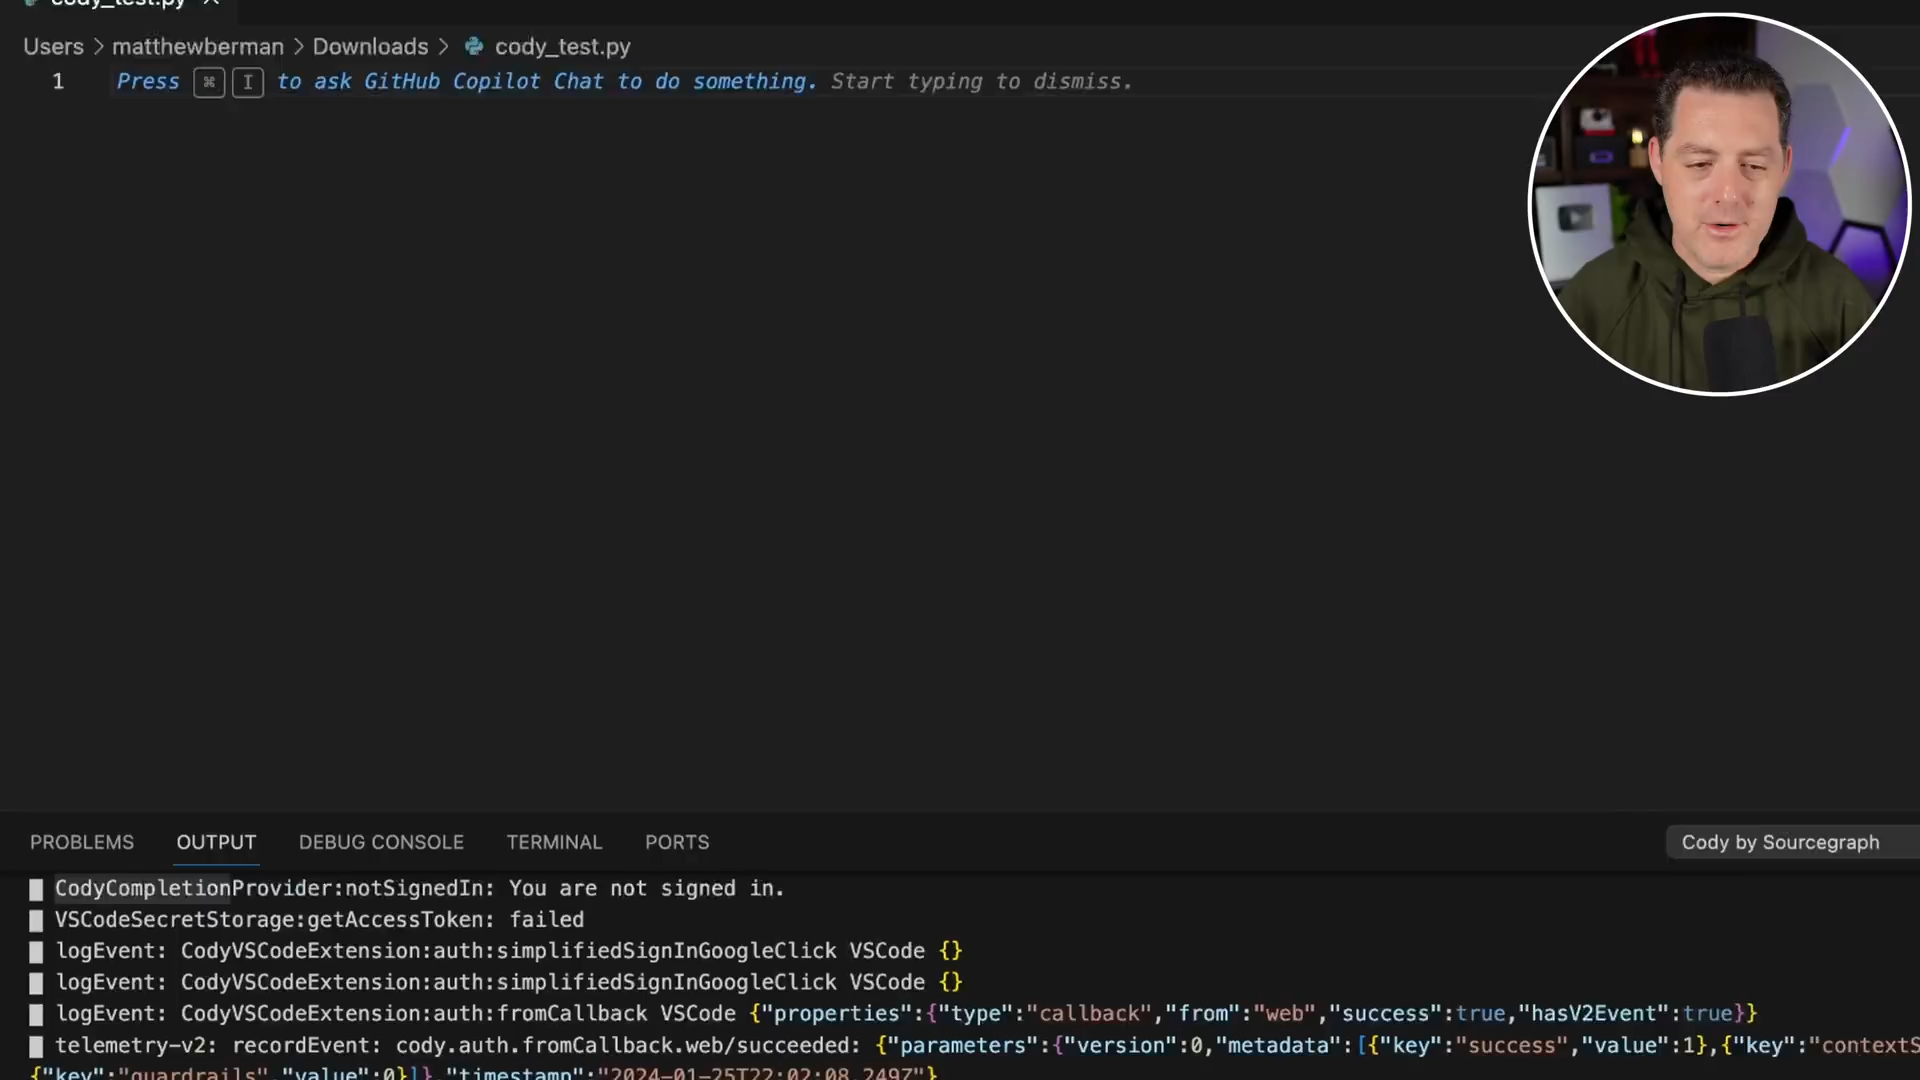 cody_test.py
Users > matthewberman > Downloads > cody_test.py
1 Press ⌘ I to ask GitHub Copilot Chat to do something. Start typing to dismiss.
PROBLEMS OUTPUT DEBUG CONSOLE TERMINAL PORTS Cody by Sourcegraph
CodyCompletionProvider:notSignedIn: You are not signed in.
VSCodeSecretStorage:getAccessToken: failed
logEvent: CodyVSCodeExtension:auth:simplifiedSignInGoogleClick VSCode {}
logEvent: CodyVSCodeExtension:auth:simplifiedSignInGoogleClick VSCode {}
logEvent: CodyVSCodeExtension:auth:fromCallback VSCode {"properties":{"type":"callback","from":"web","success":true,"hasV2Event":true}}
telemetry-v2: recordEvent: cody.auth.fromCallback.web/succeeded: {"parameters":{"version":0,"metadata":[{"key":"success","value":1},{"key":"contextS
{"key":"guardrails","value":0}]},"timestamp":"2024-01-25T22:02:08.249Z"}